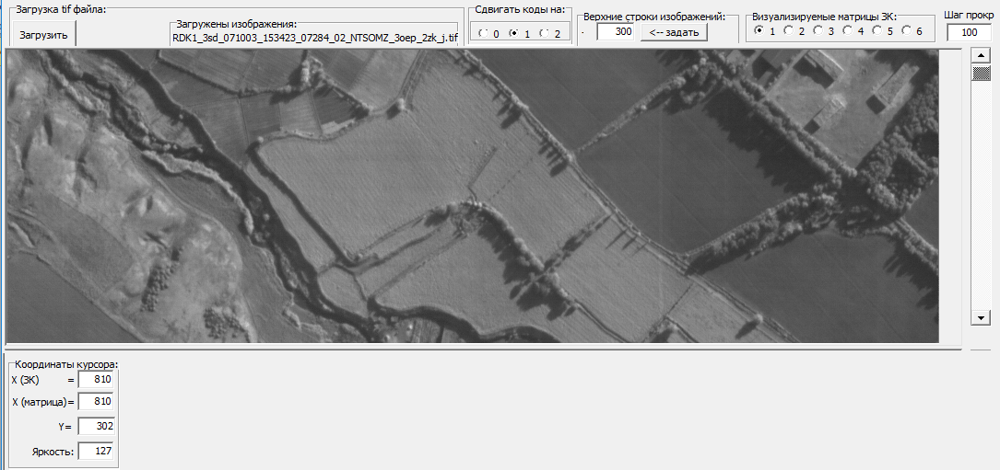 Загрузка tif файла:
Загрузить
Загружены изображения:
RDK1_3sd_071003_153423_07284_02_NTSOMZ_3oep_2zk_j.tif
Сдвигать коды на:
0 1 2
Верхние строки изображений:
300 <-- задать
Визуализируемые матрицы ЗК:
1 2 3 4 5 6
Шаг прокр
100
Координаты курсора:
X (ЗК) = 810
X (матрица)= 810
Y= 302
Яркость: 127